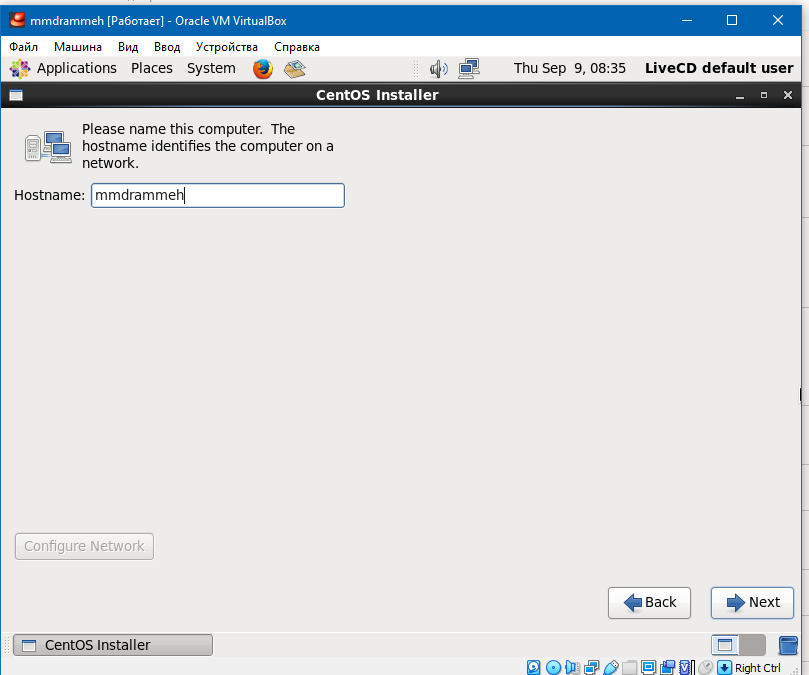 mmdrammeh [Работает] - Oracle VM VirtualBox
Файл Машина Вид Ввод Устройства Справка
Applications Places System Thu Sep 9, 08:35 LiveCD default user
CentOS Installer
Please name this computer. The
hostname identifies the computer on a
network.
Hostname: mmdrammeh
Configure Network
Back Next
CentOS Installer
Right Ctrl